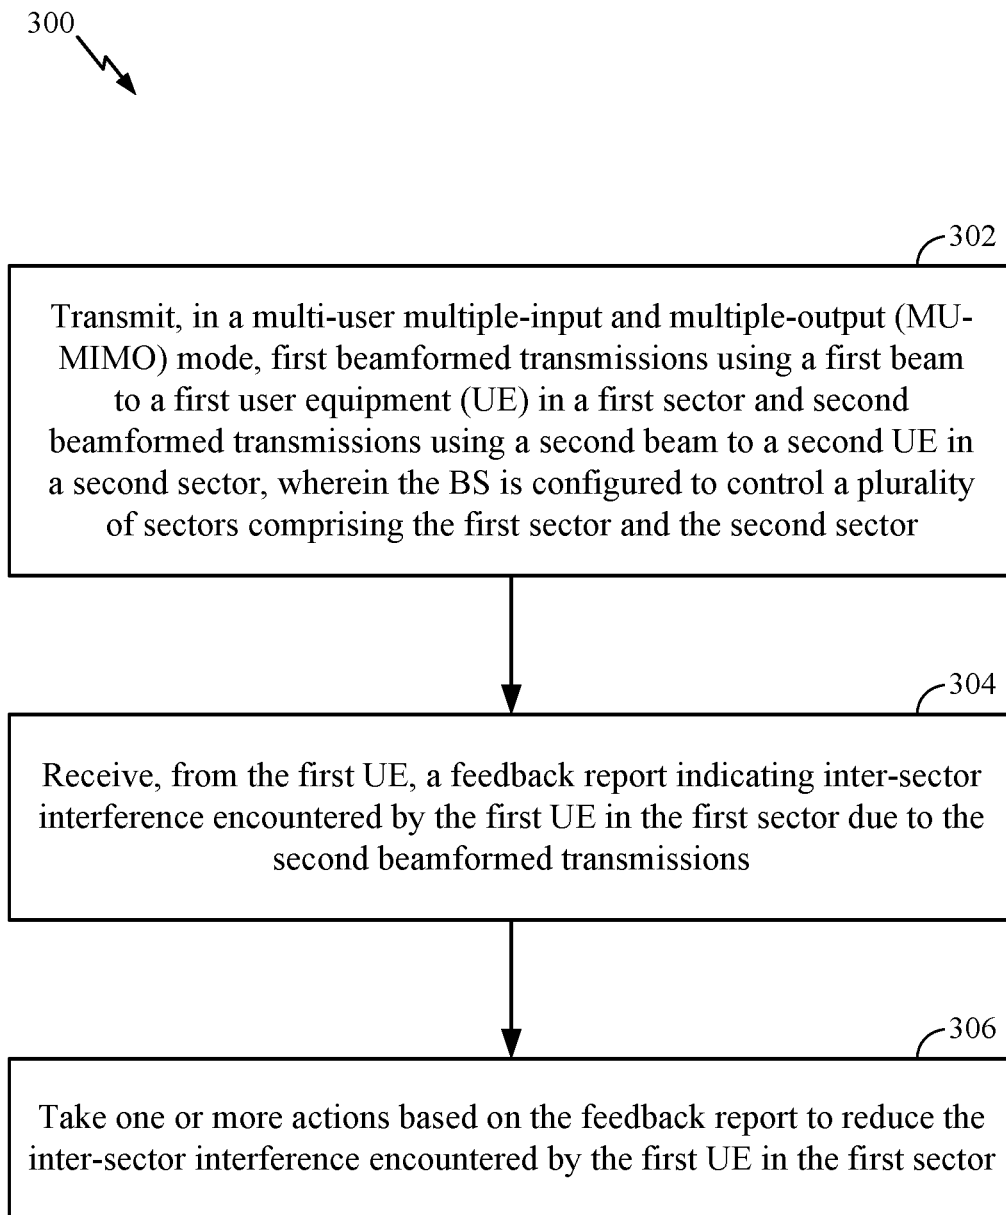 300
302
Transmit, in a multi-user multiple-input and multiple-output (MU-
MIMO) mode, first beamformed transmissions using a first beam
to a first user equipment (UE) in a first sector and second
beamformed transmissions using a second beam to a second UE in
a second sector, wherein the BS is configured to control a plurality
of sectors comprising the first sector and the second sector
304
Receive, from the first UE, a feedback report indicating inter-sector
interference encountered by the first UE in the first sector due to the
second beamformed transmissions
306
Take one or more actions based on the feedback report to reduce the
inter-sector interference encountered by the first UE in the first sector